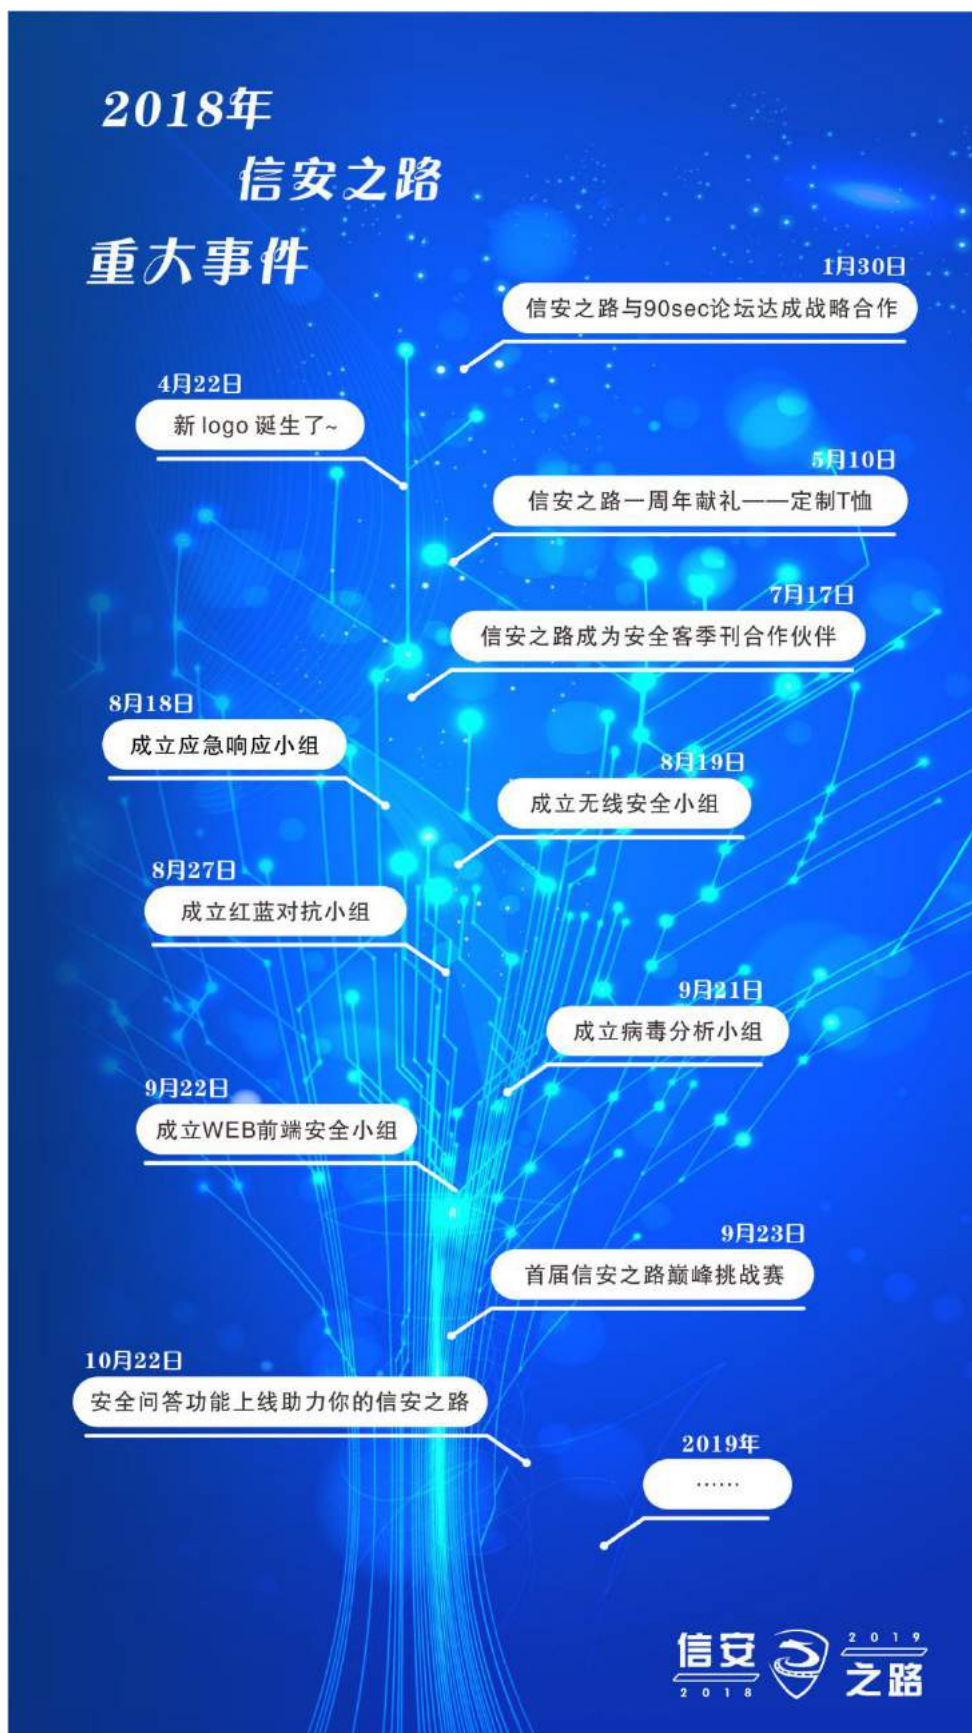 2018年
信安之路
重大事件
1月30日
信安之路与90sec论坛达成战略合作
4月22日
新 logo 诞生了~
5月10日
信安之路一周年献�——定制T恤
7月17日
信安之路成为安全客季刊合作伙伴
8月18日
成立应急响应小组
8月19日
成立无线安全小组
8月27日
成立红蓝对抗小组
9月21日
成立病毒分析小组
9月22日
成立WEB前端安全小组
9月23日
首届信安之路巅峰挑战赛
10月22日
安全问答功能上线助力你的信安之路
2019年
……
信安
2018
2019
之路